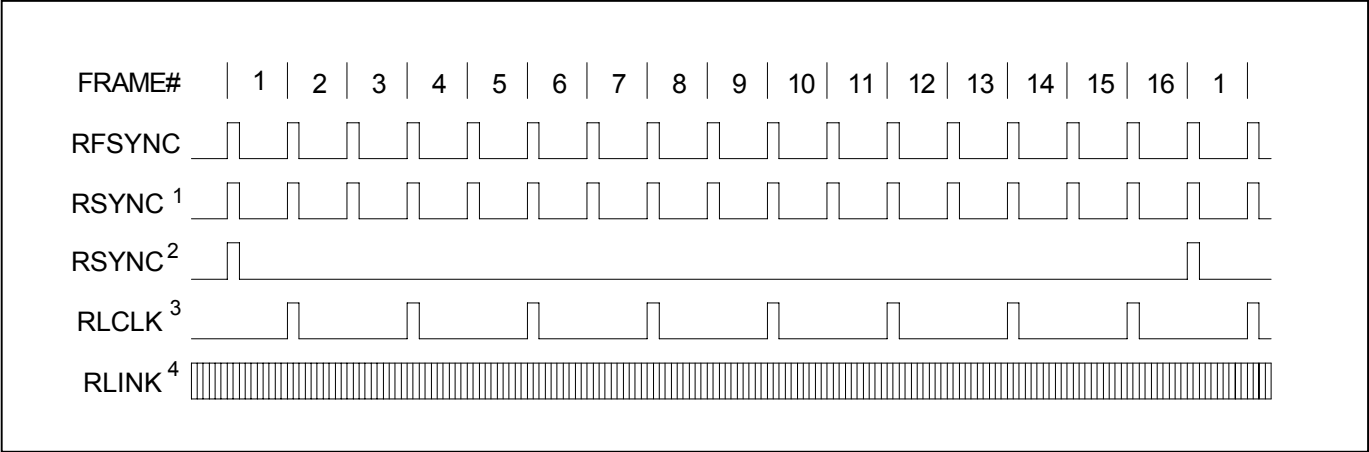 FRAME# 1 2 3 4 5 6 7 8 9 10 11 12 13 14 15 16 1
RFSYNC
RSYNC 1
RSYNC 2
RLCLK 3
RLINK 4